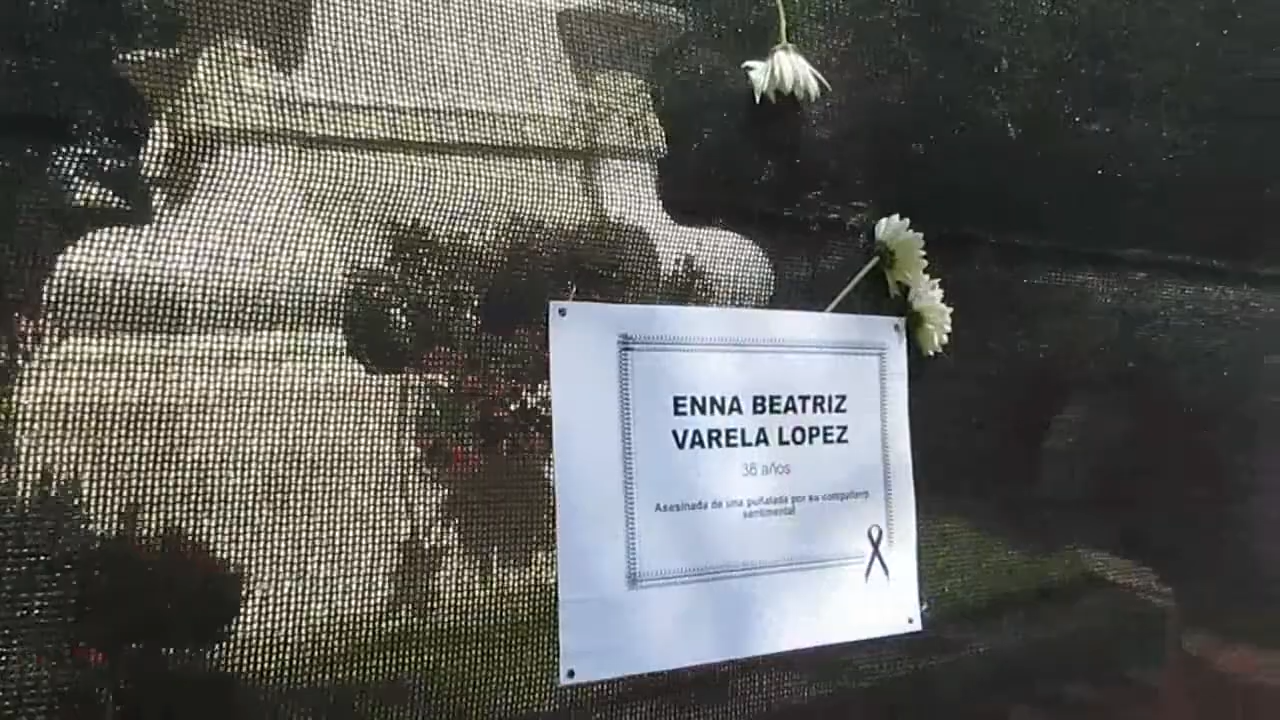 ENNA BEATRIZ
VARELA LOPEZ
36 años
Asesinada de una puñalada por su compañero
sentimental